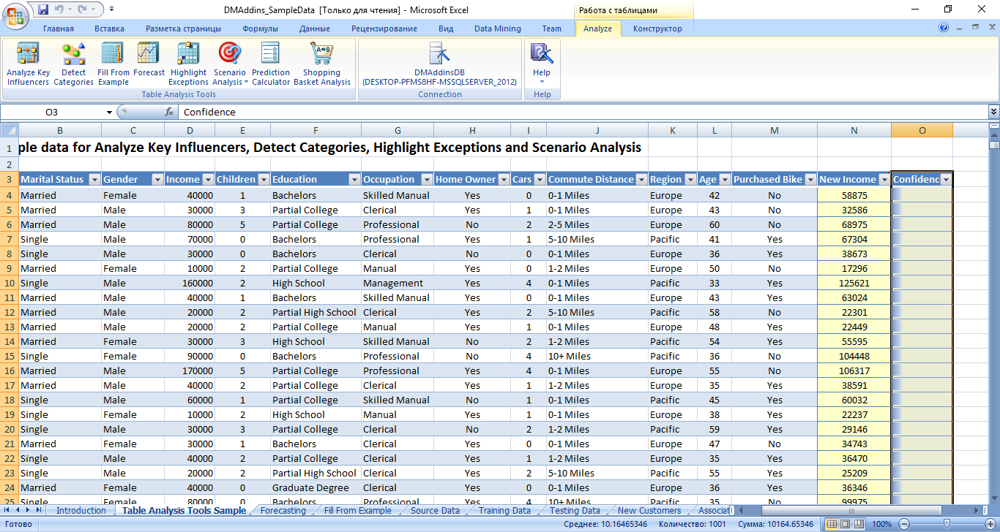 DMAddins_SampleData [Только для чтения] - Microsoft Excel
Работа с таблицами
Главная Вставка Разметка страницы Формулы Данные Рецензирование Вид Data Mining Team Analyze Конструктор
Analyze Key Influencers Detect Categories Fill From Example Forecast Highlight Exceptions Scenario Analysis Prediction Calculator Shopping Basket Analysis DMAddinsDB (DESKTOP-PFMS8HF-MSSQLSERVER_2012) Help
Table Analysis Tools Connection Help
O3 fx Confidence
B C D E F G H I J K L M N O
1 ple data for Analyze Key Influencers, Detect Categories, Highlight Exceptions and Scenario Analysis
2
3 Marital Status Gender Income Children Education Occupation Home Owner Cars Commute Distance Region Age Purchased Bike New Income Confidenc
4 Married Female 40000 1 Bachelors Skilled Manual Yes 0 0-1 Miles Europe 42 No 58875
5 Married Male 30000 3 Partial College Clerical Yes 1 0-1 Miles Europe 43 No 32586
6 Married Male 80000 5 Partial College Professional No 2 2-5 Miles Europe 60 No 68975
7 Single Male 70000 0 Bachelors Professional Yes 1 5-10 Miles Pacific 41 Yes 67304
8 Single Male 30000 0 Bachelors Clerical No 0 0-1 Miles Europe 36 Yes 38673
9 Married Female 10000 2 Partial College Manual Yes 0 1-2 Miles Europe 50 No 17296
10 Single Male 160000 2 High School Management Yes 4 0-1 Miles Pacific 33 Yes 125621
11 Married Male 40000 1 Bachelors Skilled Manual Yes 0 0-1 Miles Europe 43 Yes 63024
12 Married Male 20000 2 Partial High School Clerical Yes 2 5-10 Miles Pacific 58 No 22301
13 Married Male 20000 2 Partial College Manual Yes 1 0-1 Miles Europe 48 Yes 22449
14 Married Female 30000 3 High School Skilled Manual No 2 1-2 Miles Pacific 54 Yes 55595
15 Single Female 90000 0 Bachelors Professional No 4 10+ Miles Pacific 36 No 104448
16 Married Male 170000 5 Partial College Professional Yes 4 0-1 Miles Europe 55 No 106317
17 Married Male 40000 2 Partial College Clerical Yes 1 1-2 Miles Europe 35 Yes 38591
18 Single Male 60000 1 Partial College Skilled Manual No 1 0-1 Miles Pacific 45 Yes 60032
19 Single Female 10000 2 High School Manual Yes 1 0-1 Miles Europe 38 Yes 22237
20 Single Male 30000 3 Partial College Clerical No 2 1-2 Miles Pacific 59 Yes 29146
21 Married Female 30000 1 Bachelors Clerical Yes 0 0-1 Miles Europe 47 No 34743
22 Single Male 40000 2 Partial College Clerical Yes 1 1-2 Miles Europe 35 Yes 36470
23 Single Male 20000 2 Partial High School Clerical Yes 2 5-10 Miles Pacific 55 Yes 25209
24 Married Female 40000 0 Graduate Degree Clerical Yes 0 0-1 Miles Europe 36 Yes 36346
25 Single Female 80000 0 Bachelors Professional Yes 4 10+ Miles Pacific 35 No 99975
Introduction Table Analysis Tools Sample Forecasting Fill From Example Source Data Training Data Testing Data New Customers Associat
Готово Среднее: 10.16465346 Количество: 1001 Сумма: 10164.65346 100%